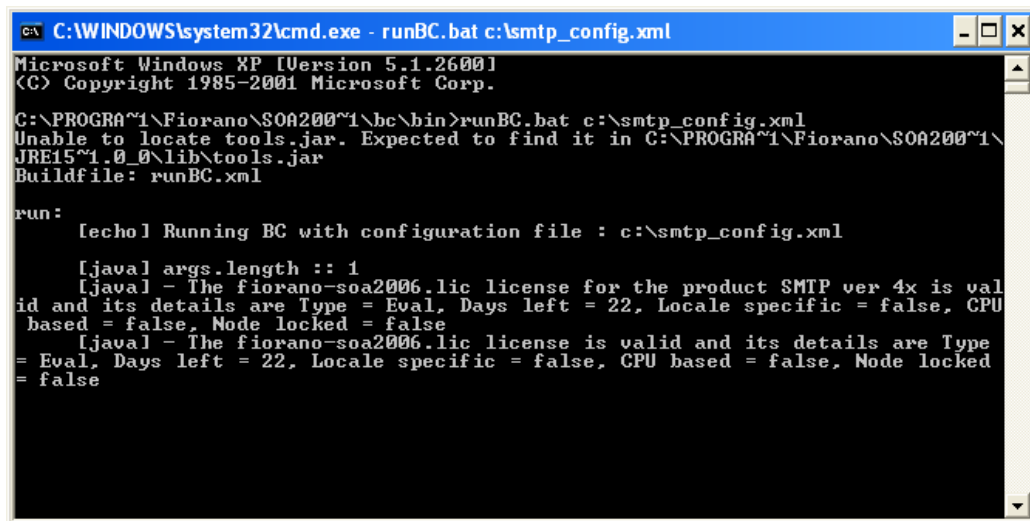 C:\WINDOWS\system32\cmd.exe - runBC.bat c:\smtp_config.xml
Microsoft Windows XP [Version 5.1.2600]
(C) Copyright 1985-2001 Microsoft Corp.
C:\PROGRA~1\Fiorano\SOA200~1\bc\bin>runBC.bat c:\smtp_config.xml
Unable to locate tools.jar. Expected to find it in C:\PROGRA~1\Fiorano\SOA200~1\
JRE15~1.0_0\lib\tools.jar
Buildfile: runBC.xml
run:
[echo] Running BC with configuration file : c:\smtp_config.xml
[java] args.length :: 1
[java] - The fiorano-soa2006.lic license for the product SMTP ver 4x is val
id and its details are Type = Eval, Days left = 22, Locale specific = false, CPU
based = false, Node locked = false
[java] - The fiorano-soa2006.lic license is valid and its details are Type
= Eval, Days left = 22, Locale specific = false, CPU based = false, Node locked
= false